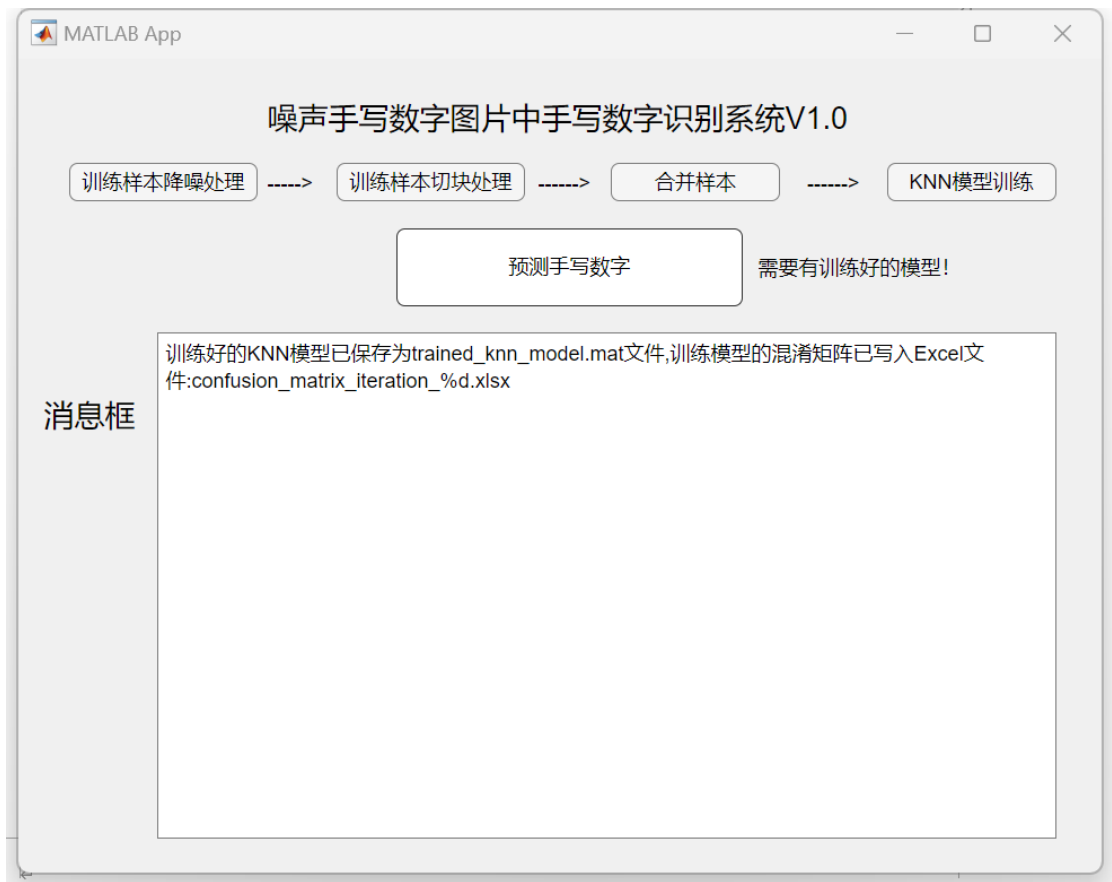 MATLAB App
噪声手写数字图片中手写数字识别系统V1.0
训练样本降噪处理 -----> 训练样本切块处理 ------> 合并样本 ------> KNN模型训练
预测手写数字 需要有训练好的模型！
训练好的KNN模型已保存为trained_knn_model.mat文件,训练模型的混淆矩阵已写入Excel文
件:confusion_matrix_iteration_%d.xlsx
消息框